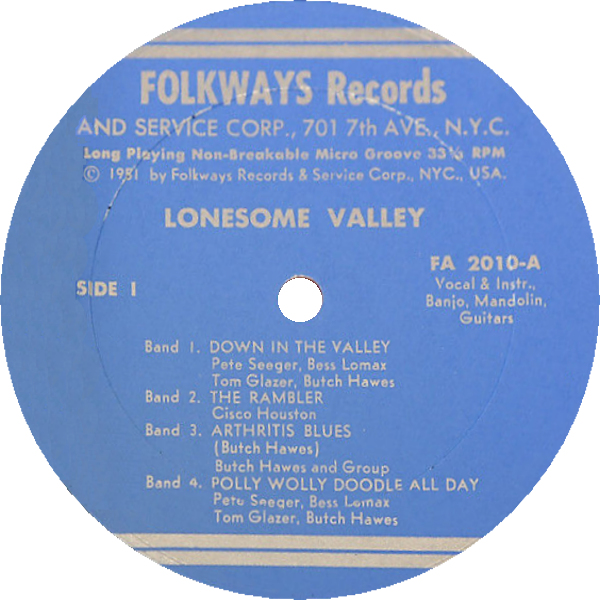 FOLKWAYS Records
AND SERVICE CORP., 701 7th AVE., N.Y.C.
Long Playing Non-Breakable Micro Groove 33⅓ RPM
© 1951 by Folkways Records & Service Corp., NYC., USA.
LONESOME VALLEY
FA 2010-A
SIDE 1
Vocal & Instr.,
Banjo, Mandolin,
Guitars
Band 1. DOWN IN THE VALLEY
Pete Seeger, Bess Lomax
Tom Glazer, Butch Hawes
Band 2. THE RAMBLER
Cisco Houston
Band 3. ARTHRITIS BLUES
(Butch Hawes)
Butch Hawes and Group
Band 4. POLLY WOLLY DOODLE ALL DAY
Pete Seeger, Bess Lomax
Tom Glazer, Butch Hawes